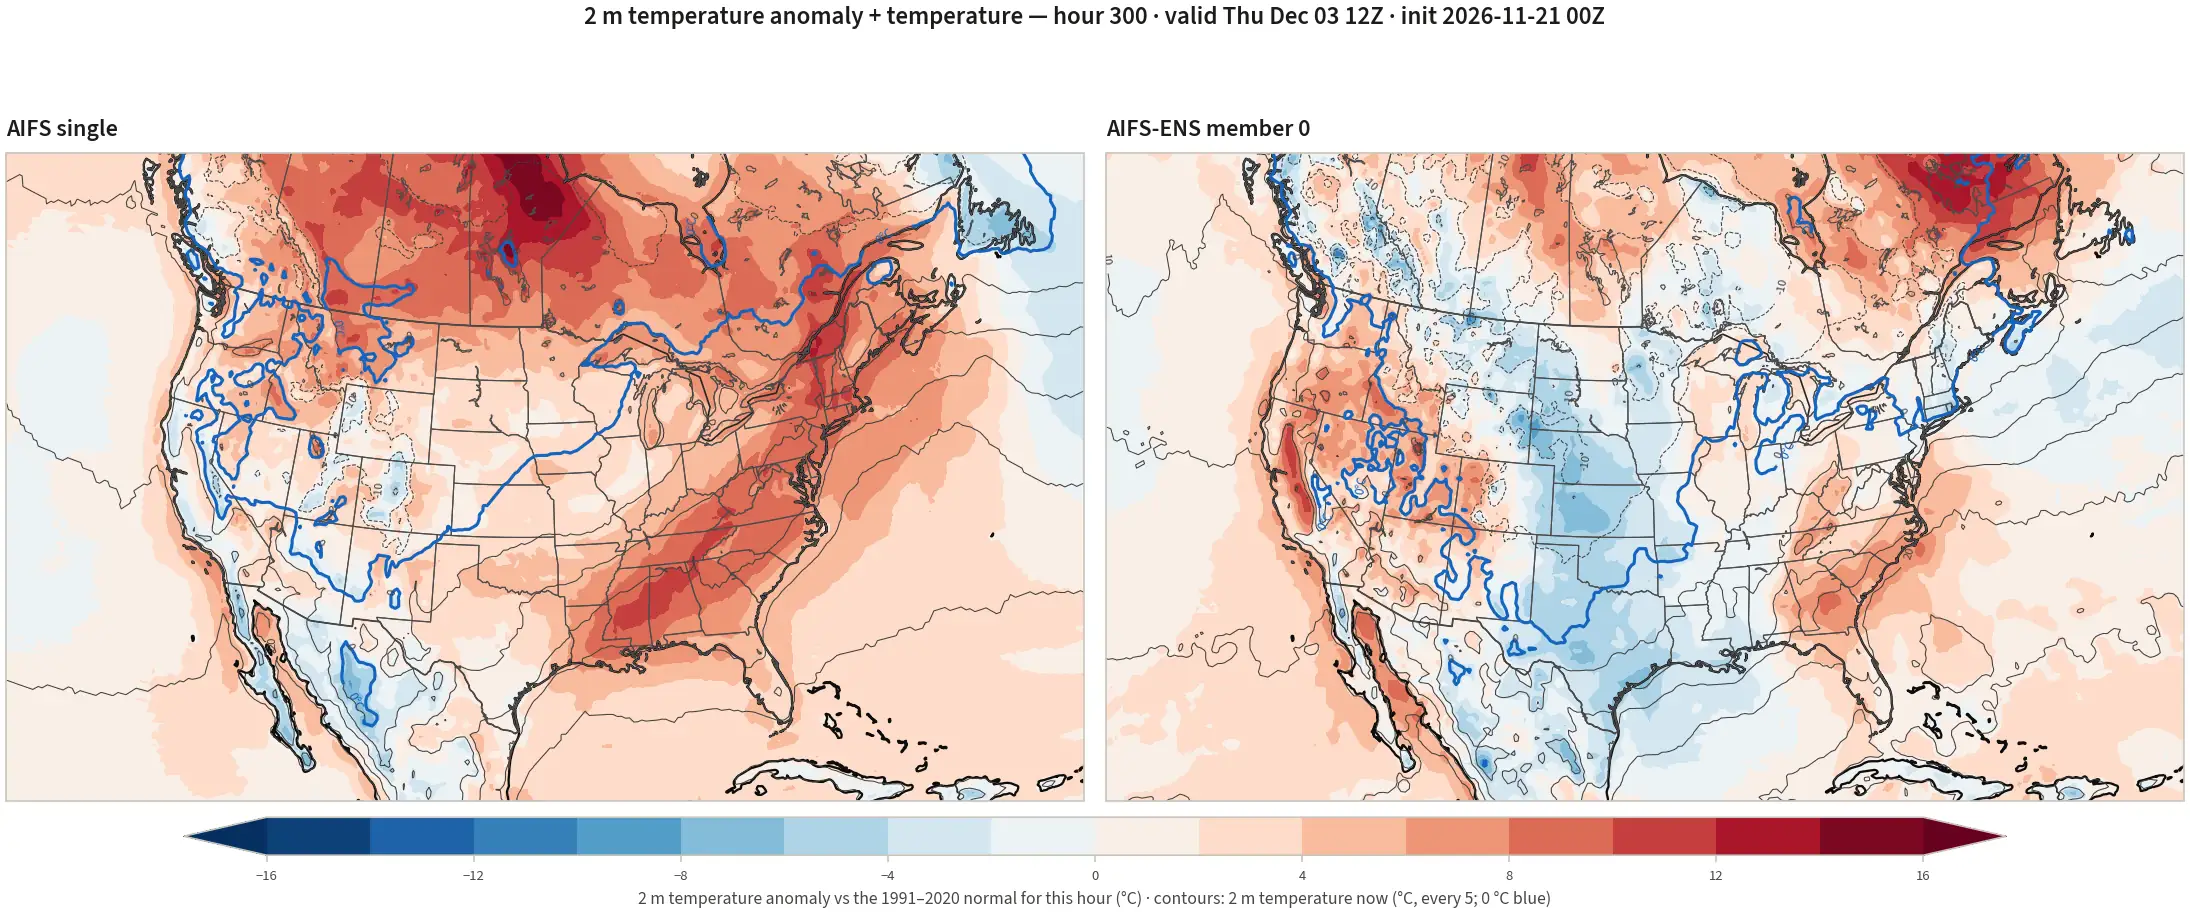 2 m temperature anomaly + temperature — hour 300 · valid Thu Dec 03 12Z · init 2026-11-21 00Z
AIFS single
AIFS-ENS member 0
−16 −12 −8 −4 0 4 8 12 16
2 m temperature anomaly vs the 1991–2020 normal for this hour (°C) · contours: 2 m temperature now (°C, every 5; 0 °C blue)